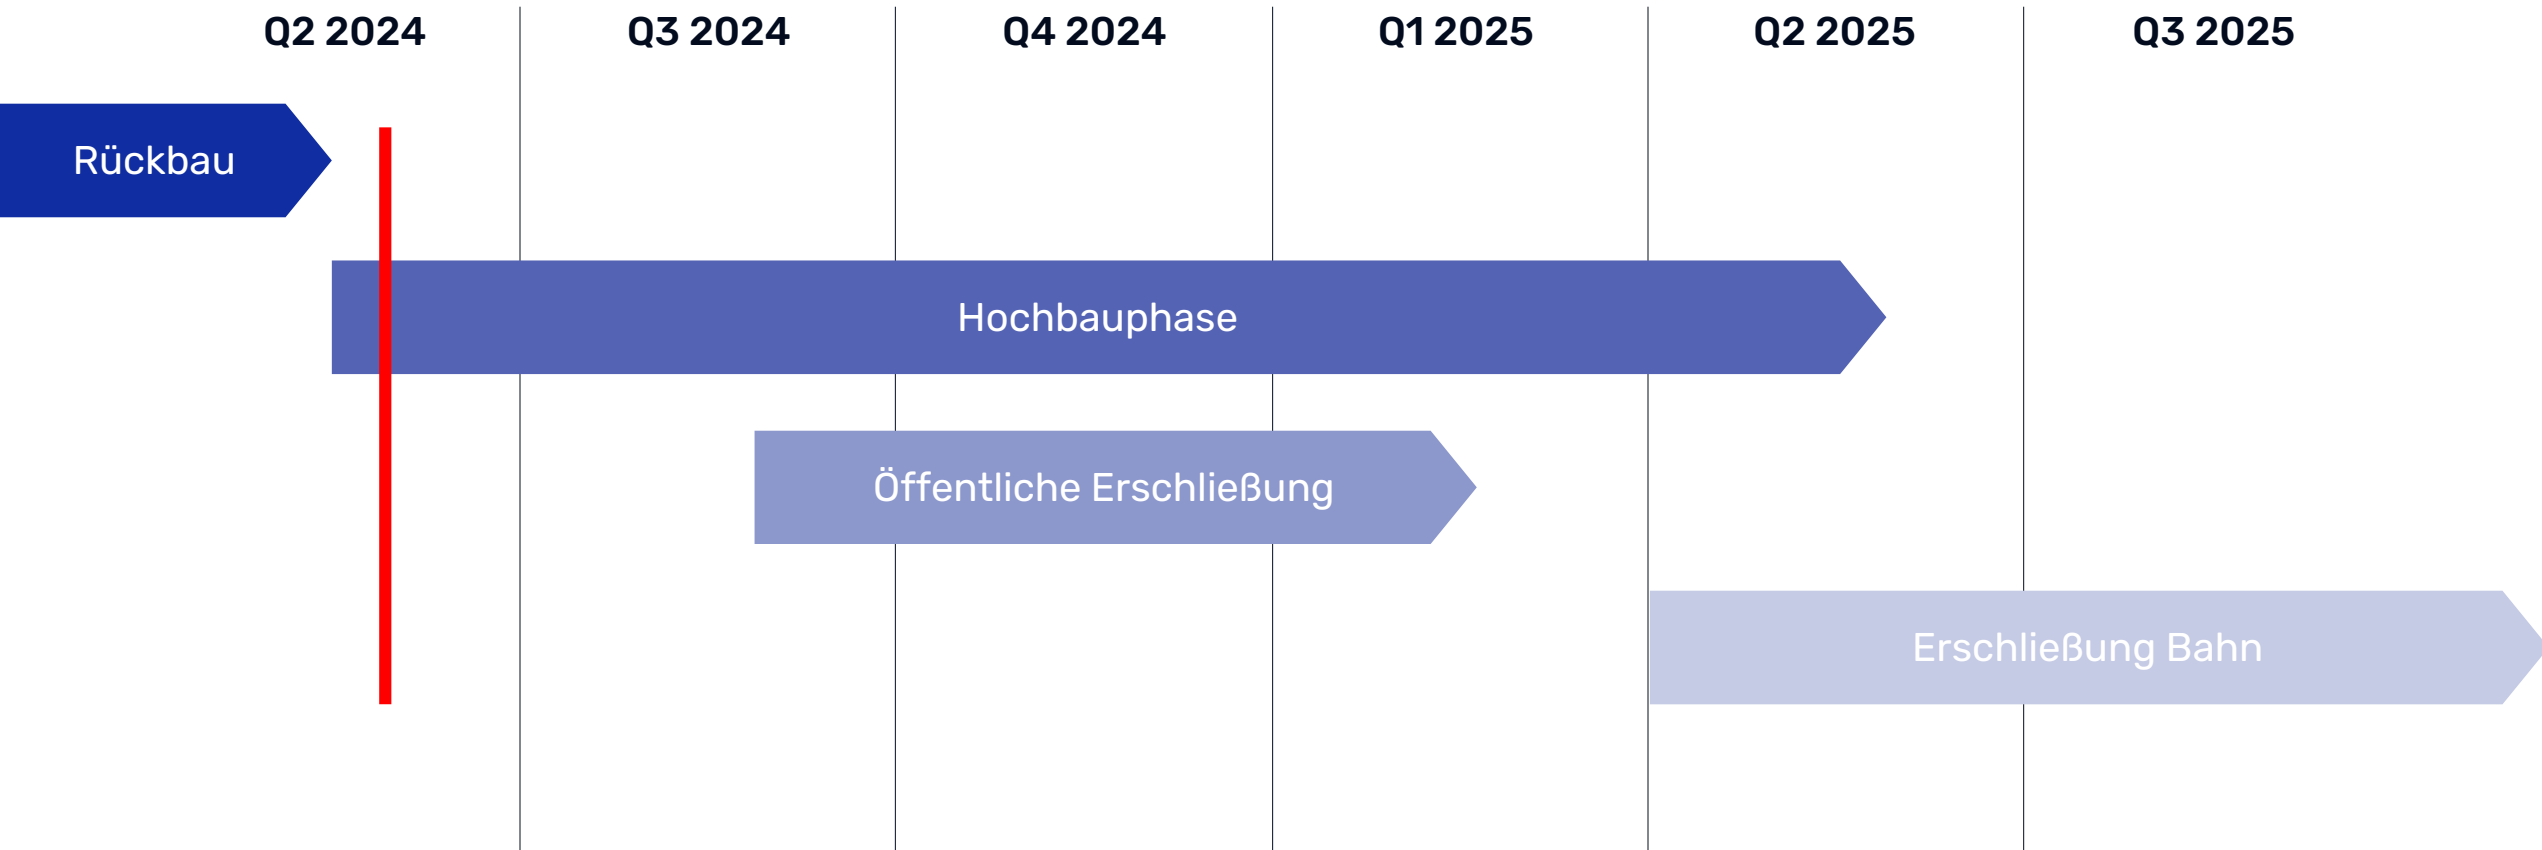 Q2 2024 Q3 2024 Q4 2024 Q1 2025 Q2 2025 Q3 2025
Rückbau
Hochbauphase
Öffentliche Erschließung
Erschließung Bahn